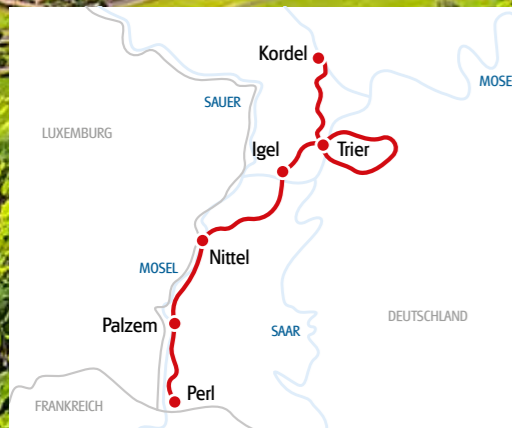 Kordel
MOSE
SAUER
LUXEMBURG
Igel
Trier
Nittel
MOSEL
DEUTSCHLAND
Palzem
SAAR
Perl
FRANKREICH